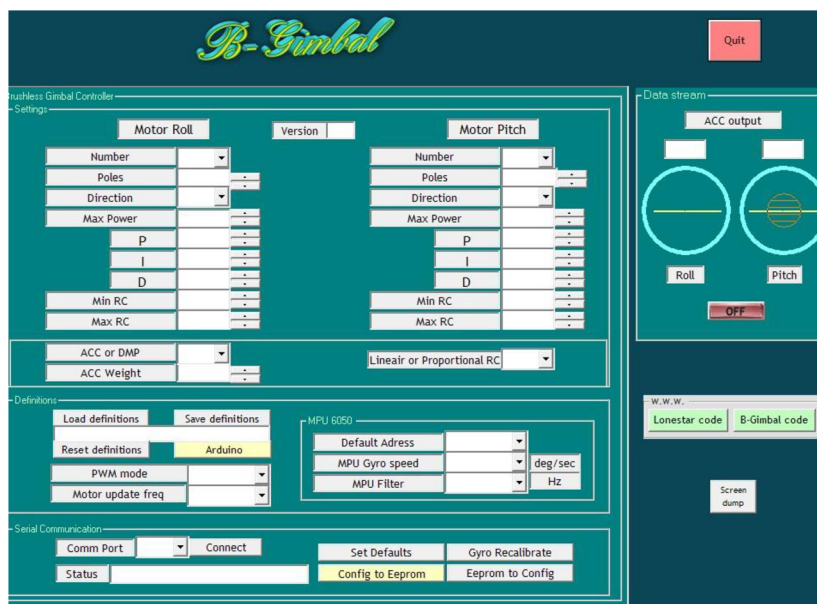 B-Gimbal
Quit
rushless Gimbal Controller
Settings
Motor Roll
Version
Motor Pitch
Number
Poles
Direction
Max Power
P
I
D
Min RC
Max RC
Number
Poles
Direction
Max Power
P
I
D
Min RC
Max RC
ACC or DMP
ACC Weight
Lineair or Proportional RC
Definitions
Load definitions
Save definitions
Reset definitions
Arduino
PWM mode
Motor update freq
MPU 6050
Default Adress
MPU Gyro speed
deg/sec
MPU Filter
Hz
Serial Communication
Comm Port
Connect
Status
Set Defaults
Gyro Recalibrate
Config to Eeprom
Eeprom to Config
Data stream
ACC output
Roll
Pitch
OFF
w.w.w.
Lonestar code
B-Gimbal code
Screen
dump